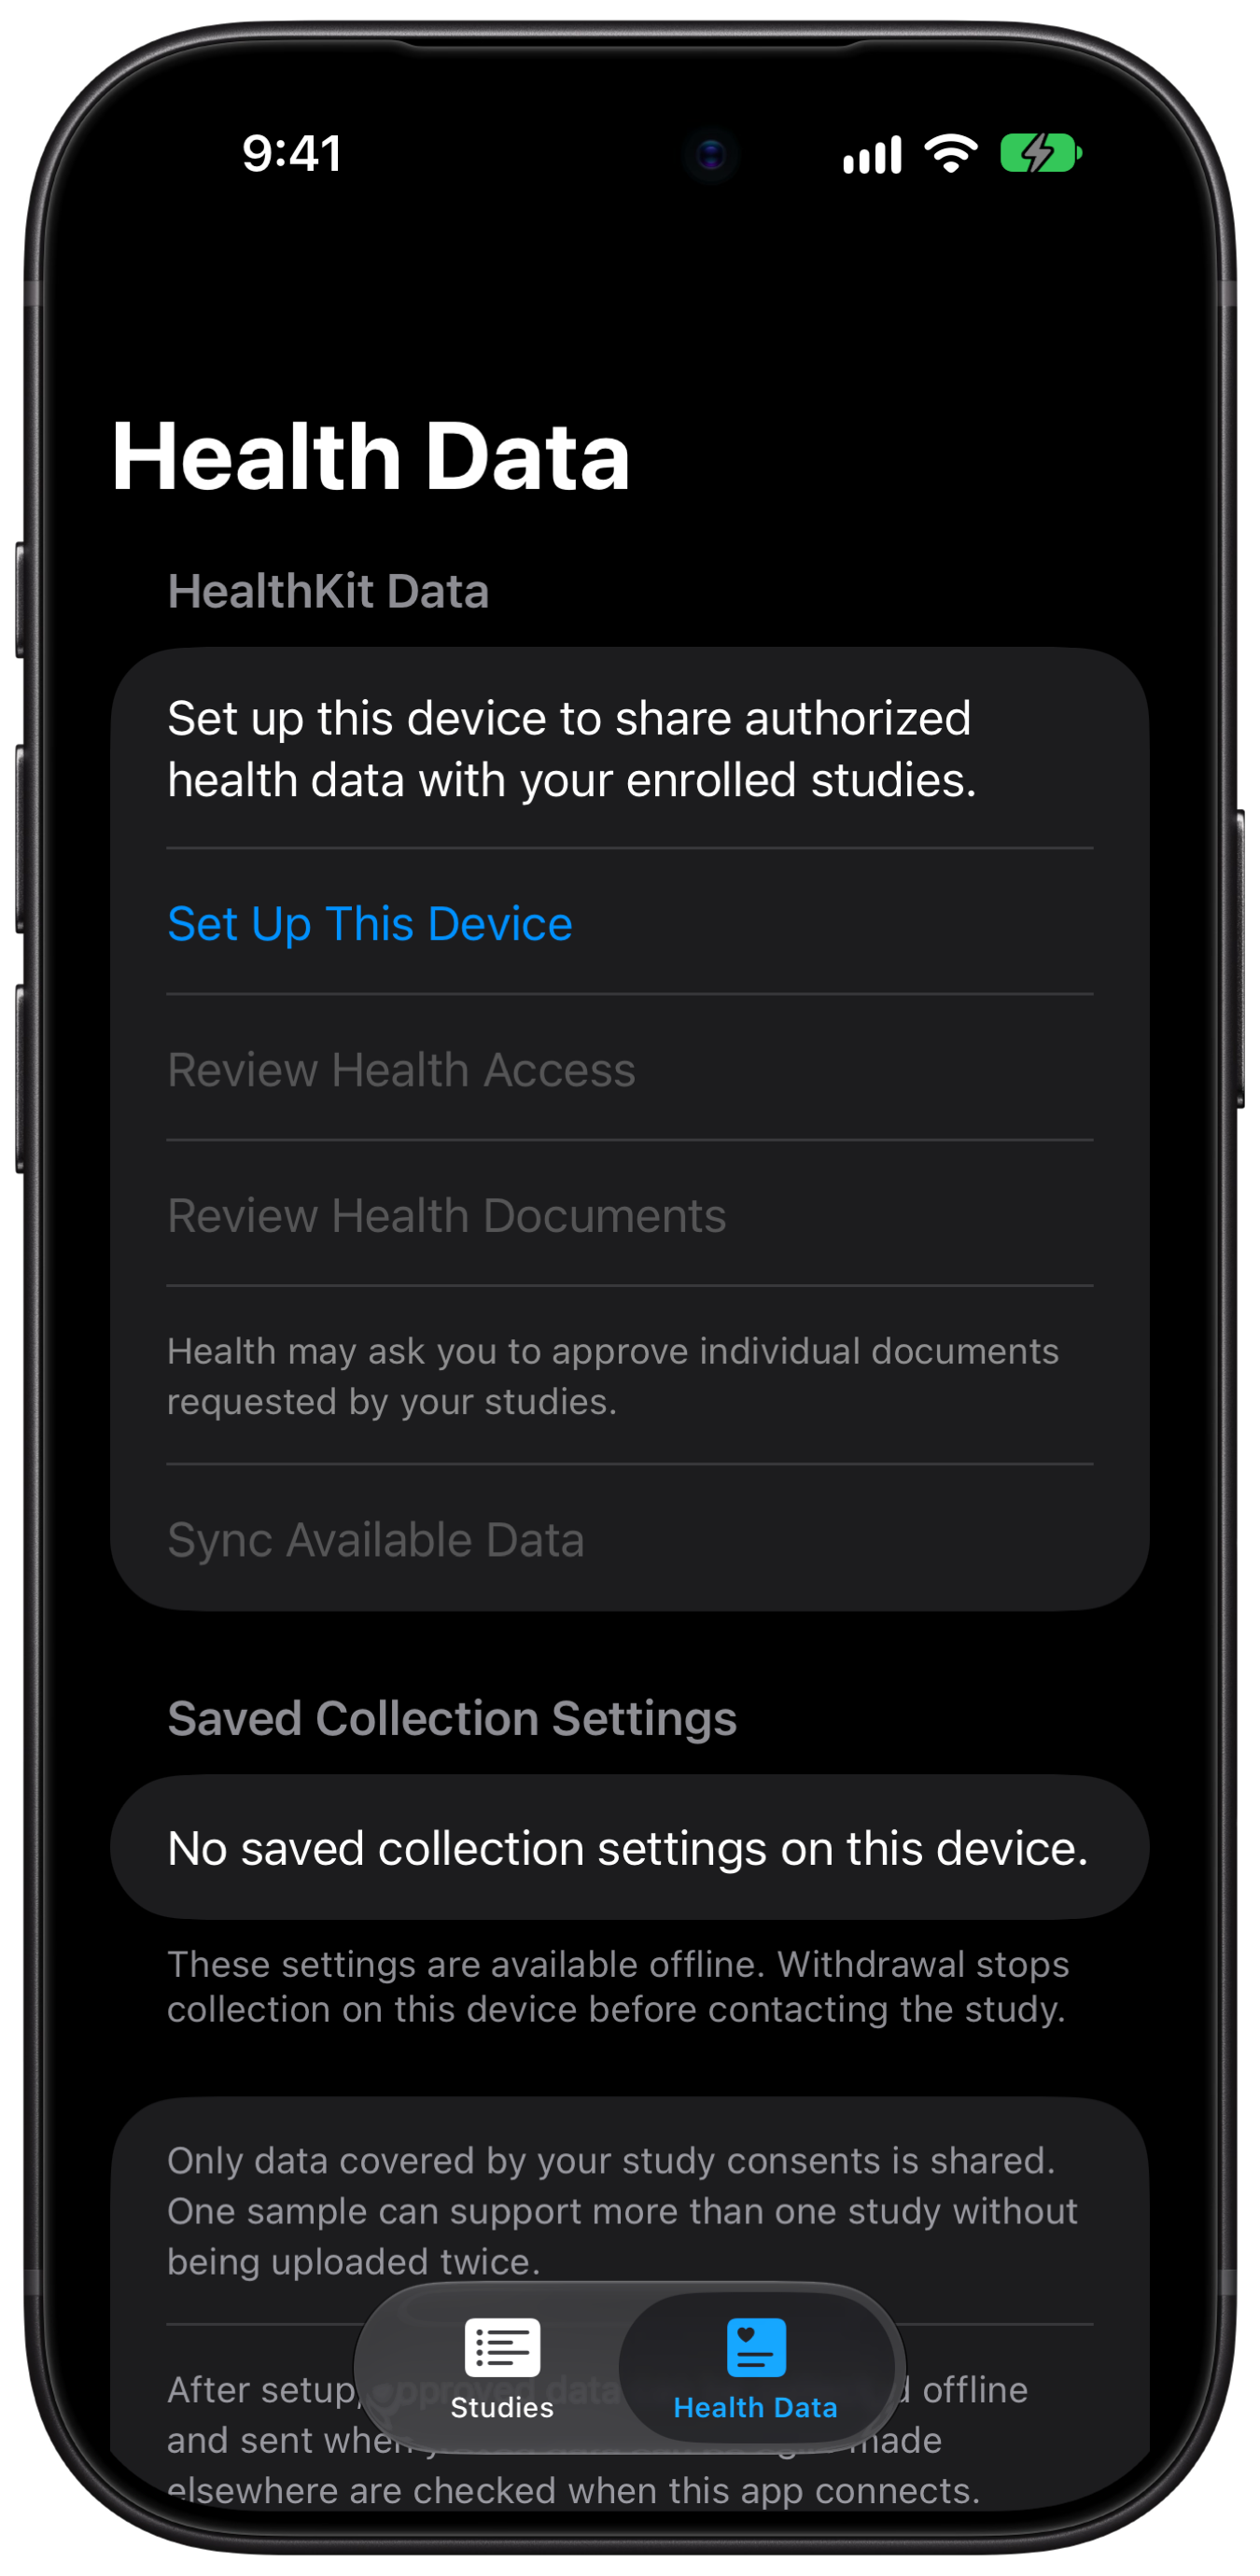 9:41
Health Data
HealthKit Data
Set up this device to share authorized
health data with your enrolled studies.
Set Up This Device
Review Health Access
Review Health Documents
Health may ask you to approve individual documents
requested by your studies.
Sync Available Data
Saved Collection Settings
No saved collection settings on this device.
These settings are available offline. Withdrawal stops
collection on this device before contacting the study.
Only data covered by your study consents is shared.
One sample can support more than one study without
being uploaded twice.
After setup, approved data offline
and sent when made
elsewhere are checked when this app connects.
Studies
Health Data